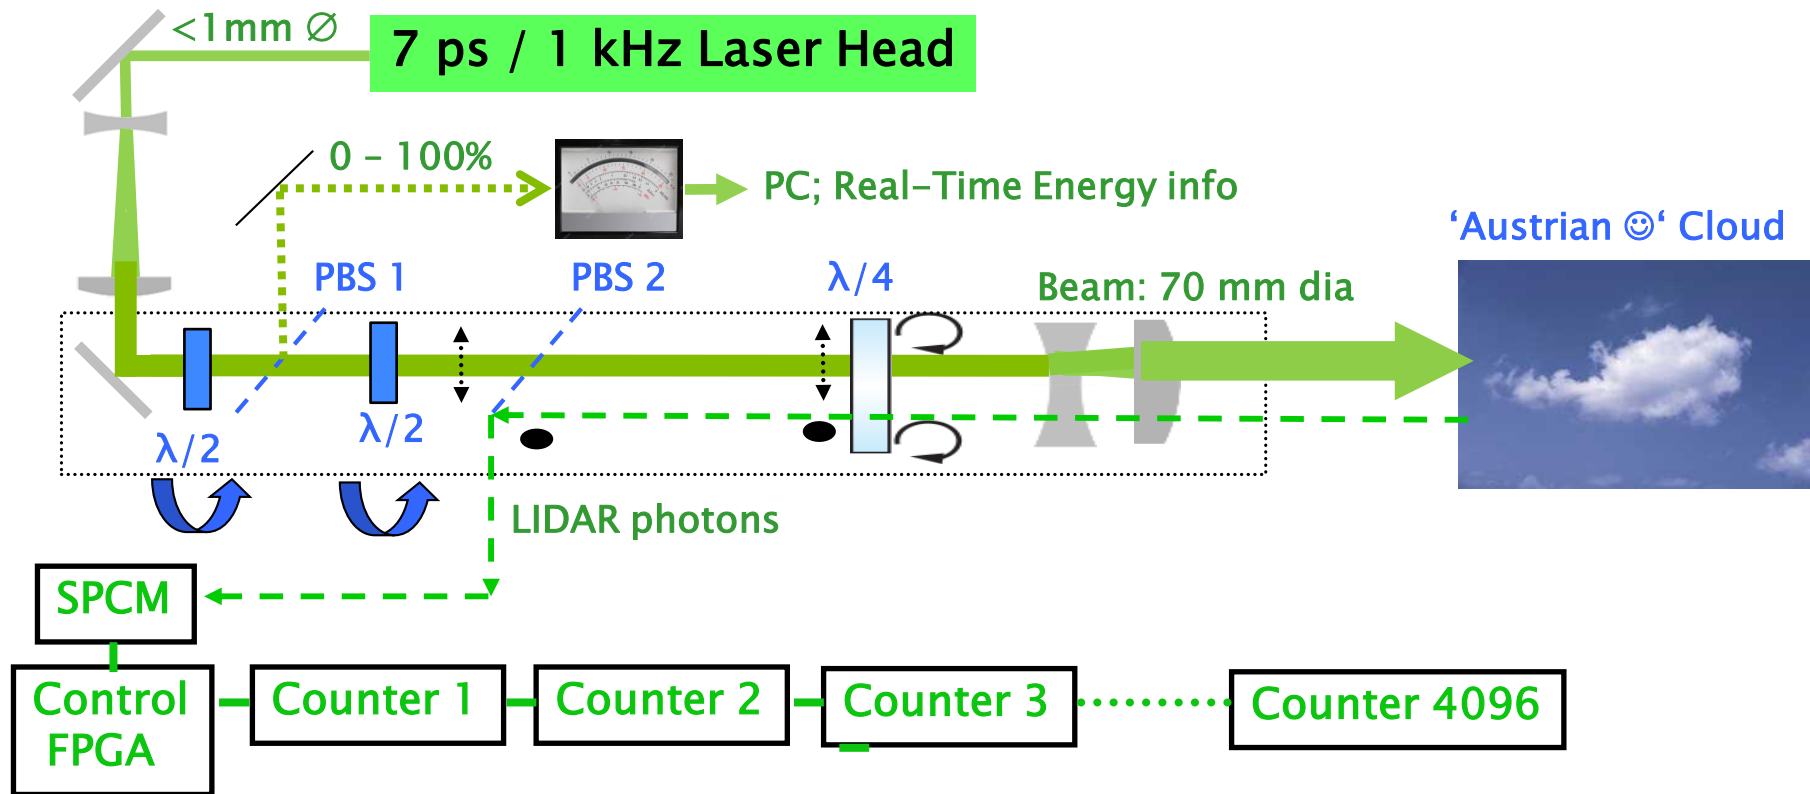 <1mm ∅
7 ps / 1 kHz Laser Head
0 – 100%
PC; Real-Time Energy info
‘Austrian ☺‘ Cloud
PBS 1
PBS 2
λ/4
Beam: 70 mm dia
λ/2
λ/2
LIDAR photons
SPCM
Control
FPGA
Counter 1
Counter 2
Counter 3
Counter 4096